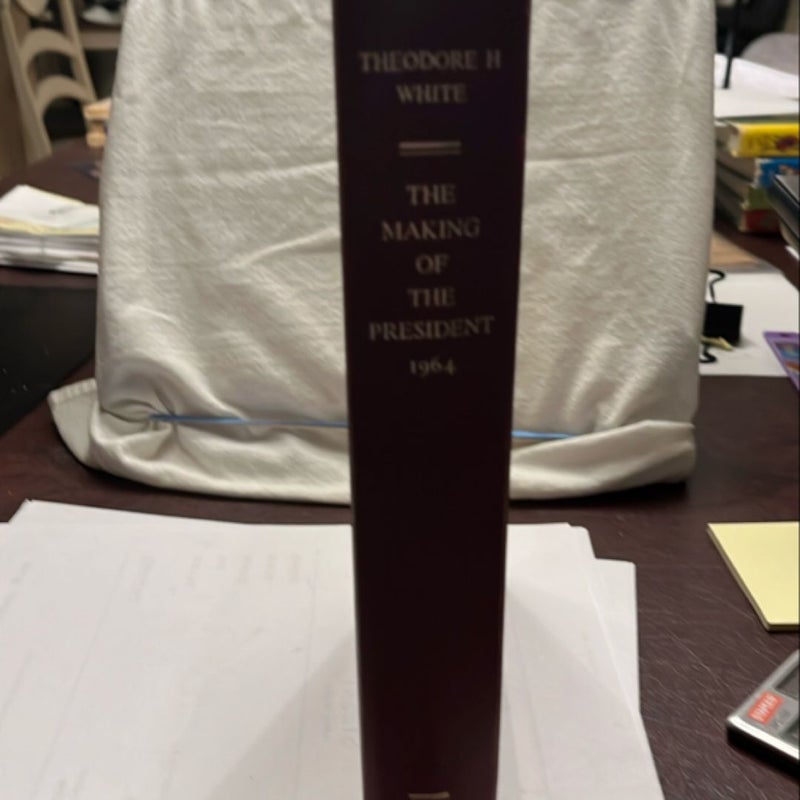 THEODORE H
WHITE
THE
MAKING
OF
THE
PRESIDENT
1964